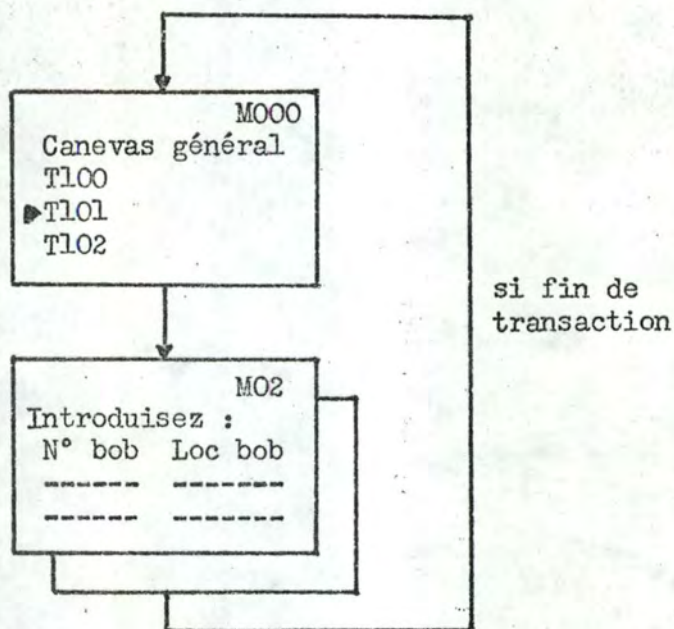 M000
Canevas général
T100
T101
T102
si fin de
transaction
M02
Introduisez :
N° bob Loc bob